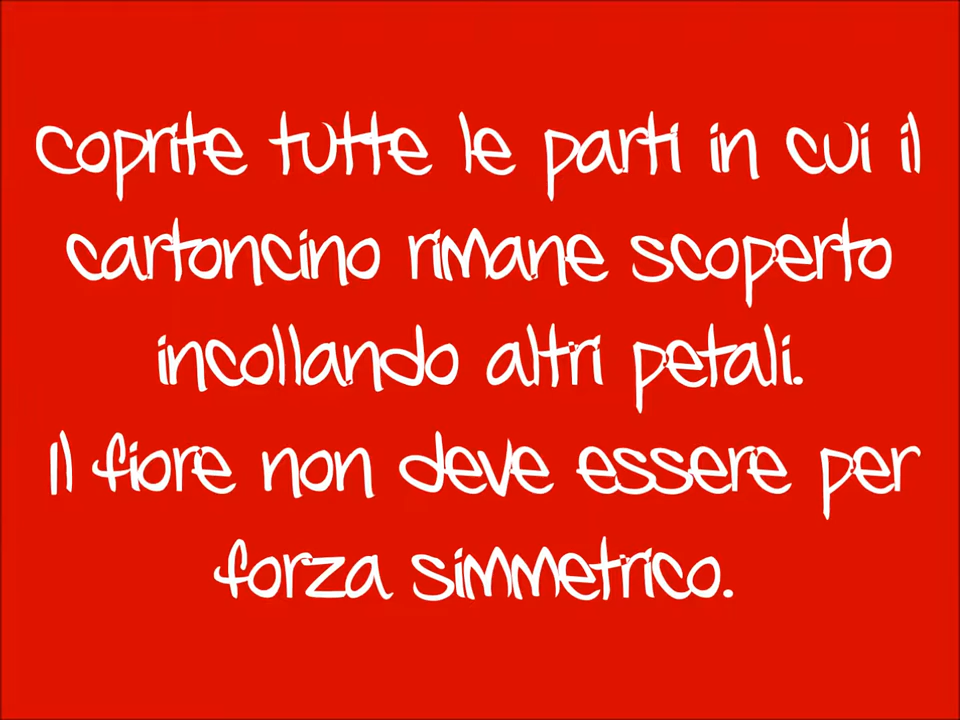 Coprite tutte le parti in cui il
cartoncino rimane scoperto
incollando altri petali.
Il fiore non deve essere per
forza simmetrico.